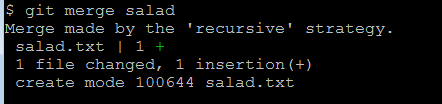 $ git merge salad
Merge made by the 'recursive' strategy.
 salad.txt | 1 +
 1 file changed, 1 insertion(+)
 create mode 100644 salad.txt